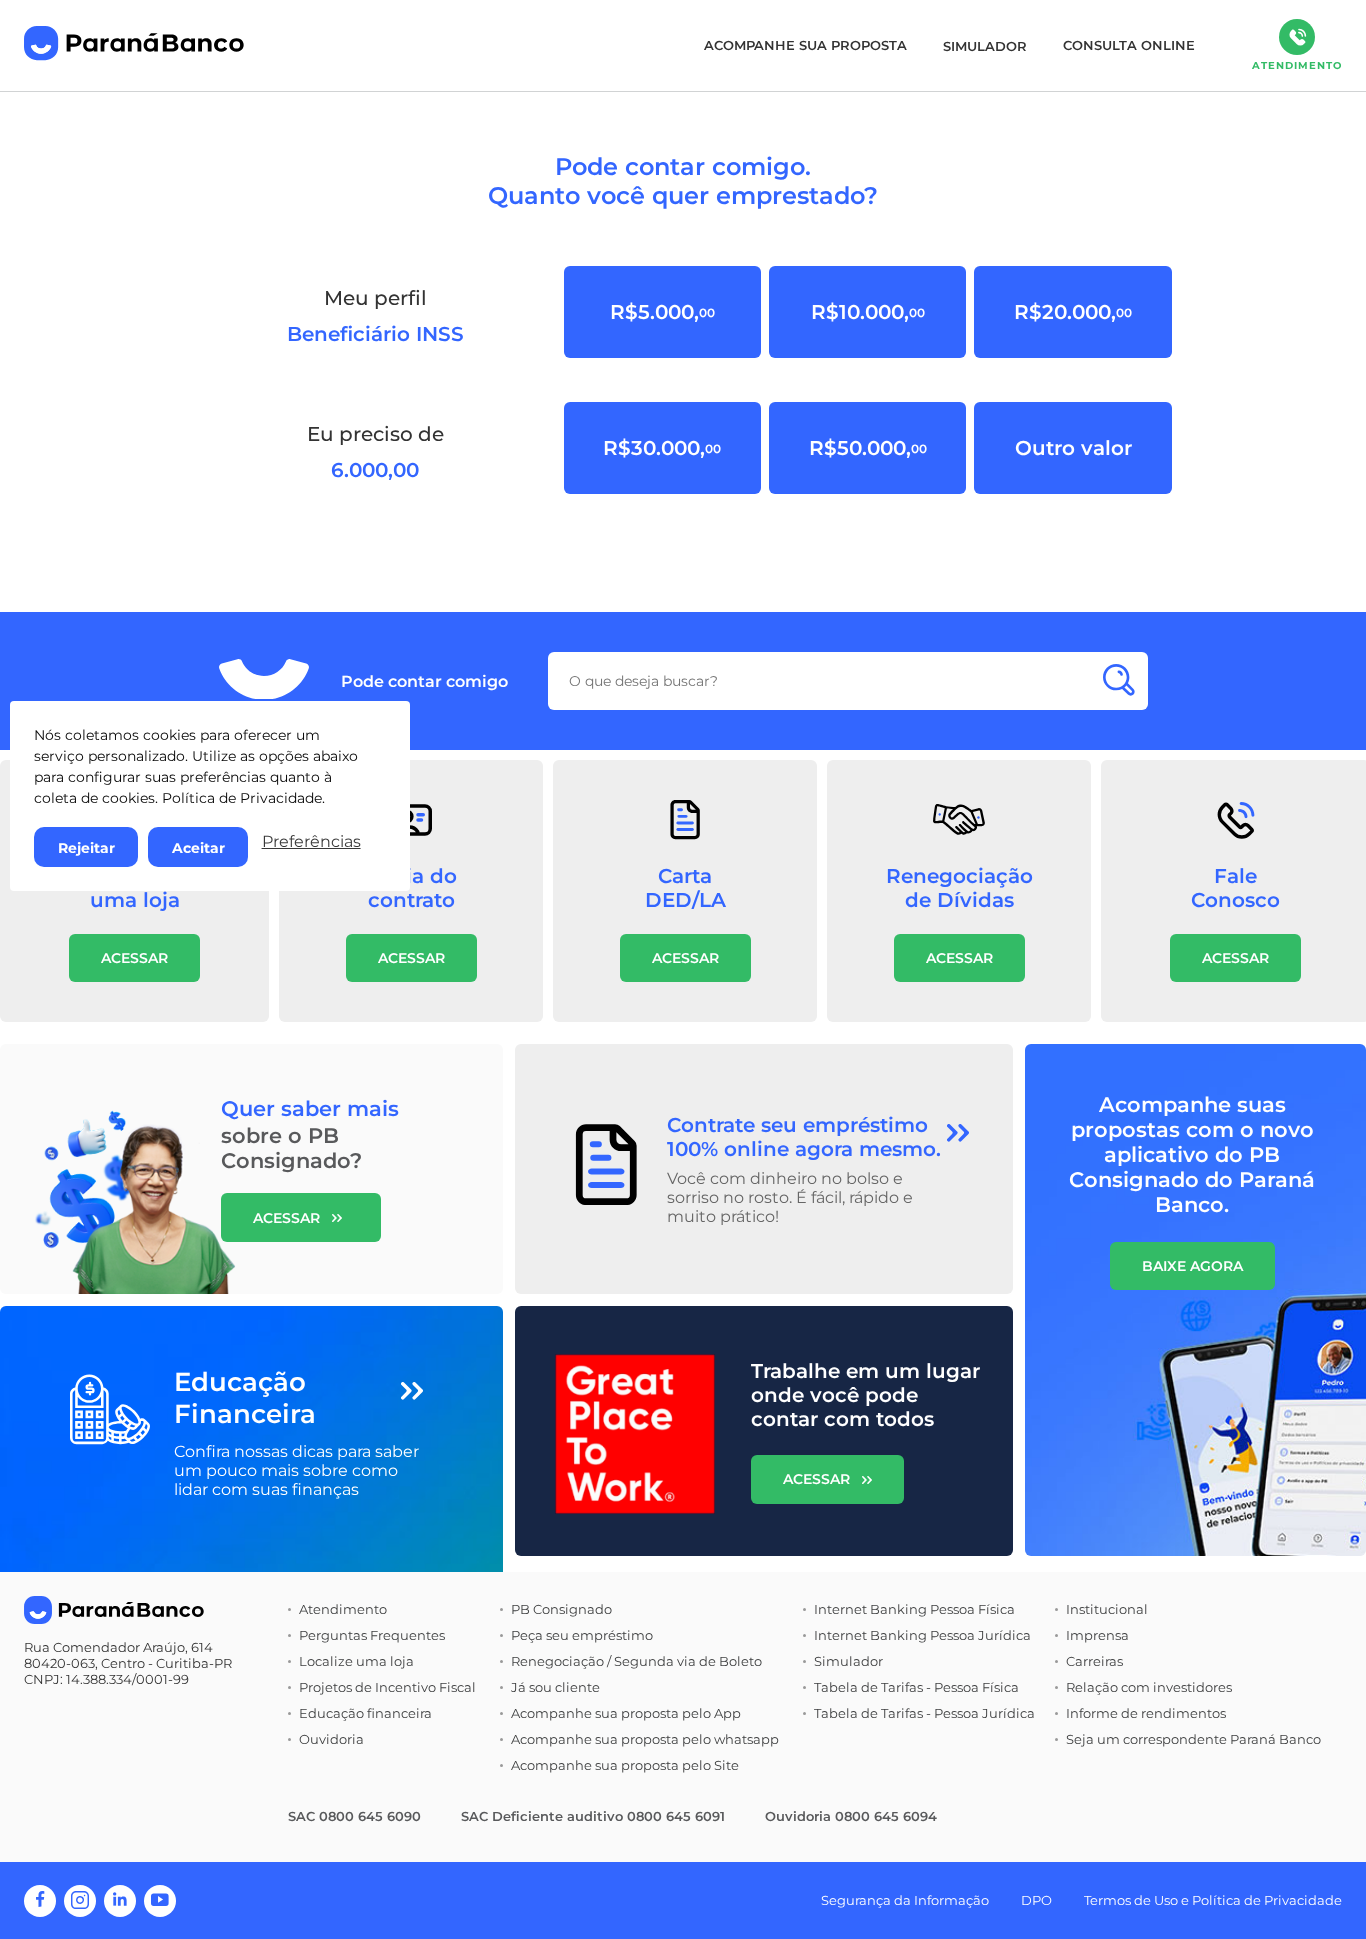 ParanáBanco
ACOMPANHE SUA PROPOSTA
SIMULADOR
CONSULTA ONLINE
ATENDIMENTO
Pode contar comigo.
Quanto você quer emprestado?
Meu perfil
Beneficiário INSS
R$5.000,00
R$10.000,00
R$20.000,00
Eu preciso de
6.000,00
R$30.000,00
R$50.000,00
Outro valor
Pode contar comigo
O que deseja buscar?
Nós coletamos cookies para oferecer um
serviço personalizado. Utilize as opções abaixo
para configurar suas preferências quanto à
coleta de cookies. Política de Privacidade.
Rejeitar
Aceitar
Preferências
uma loja
ACESSAR
do
contrato
ACESSAR
Carta
DED/LA
ACESSAR
Renegociação
de Dívidas
ACESSAR
Fale
Conosco
ACESSAR
Quer saber mais
sobre o PB
Consignado?
ACESSAR
Contrate seu empréstimo
100% online agora mesmo.
Você com dinheiro no bolso e
sorriso no rosto. É fácil, rápido e
muito prático!
Acompanhe suas
propostas com o novo
aplicativo do PB
Consignado do Paraná
Banco.
BAIXE AGORA
Pedro
Perfil
Meus dados
Dados bancários
Termos e Políticas
Sair
Bem-vindo
nosso novo
de relacion
Educação
Financeira
Confira nossas dicas para saber
um pouco mais sobre como
lidar com suas finanças
Great
Place
To
Work®
Trabalhe em um lugar
onde você pode
contar com todos
ACESSAR
ParanáBanco
Rua Comendador Araújo, 614
80420-063, Centro - Curitiba-PR
CNPJ: 14.388.334/0001-99
Atendimento
Perguntas Frequentes
Localize uma loja
Projetos de Incentivo Fiscal
Educação financeira
Ouvidoria
PB Consignado
Peça seu empréstimo
Renegociação / Segunda via de Boleto
Já sou cliente
Acompanhe sua proposta pelo App
Acompanhe sua proposta pelo whatsapp
Acompanhe sua proposta pelo Site
Internet Banking Pessoa Física
Internet Banking Pessoa Jurídica
Simulador
Tabela de Tarifas - Pessoa Física
Tabela de Tarifas - Pessoa Jurídica
Institucional
Imprensa
Carreiras
Relação com investidores
Informe de rendimentos
Seja um correspondente Paraná Banco
SAC 0800 645 6090
SAC Deficiente auditivo 0800 645 6091
Ouvidoria 0800 645 6094
Segurança da Informação
DPO
Termos de Uso e Política de Privacidade